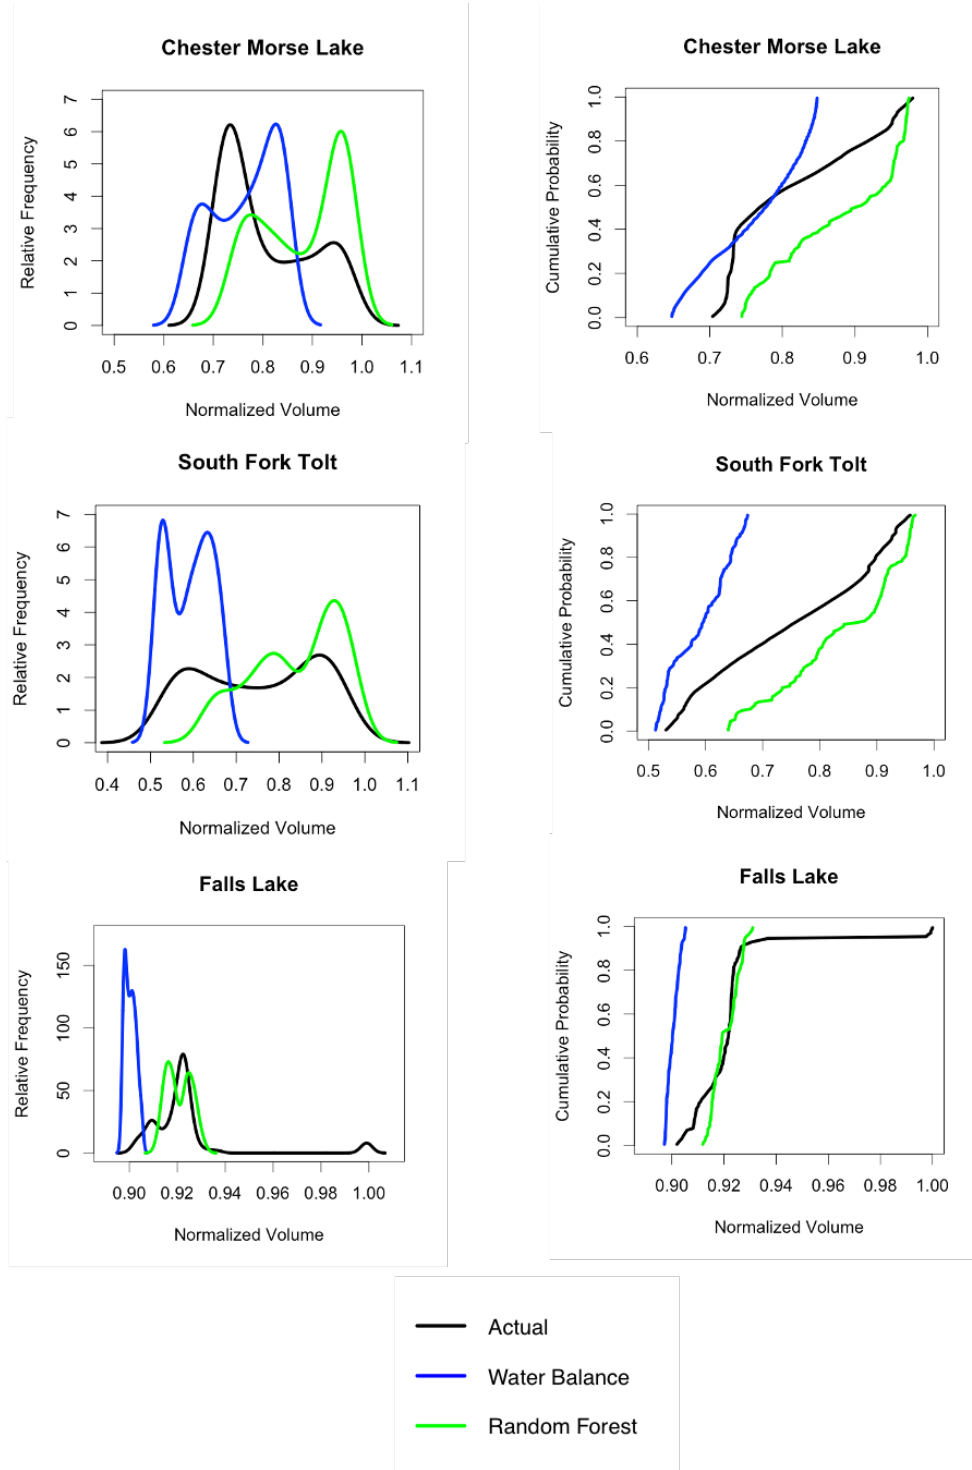 Chester Morse Lake
Relative Frequency
7
6
5
4
3
2
1
0
0.5 0.6 0.7 0.8 0.9 1.0 1.1
Normalized Volume
Chester Morse Lake
Cumulative Probability
1.0
0.8
0.6
0.4
0.2
0.0
0.6 0.7 0.8 0.9 1.0
Normalized Volume
South Fork Tolt
Relative Frequency
7
6
5
4
3
2
1
0
0.4 0.5 0.6 0.7 0.8 0.9 1.0 1.1
Normalized Volume
South Fork Tolt
Cumulative Probability
1.0
0.8
0.6
0.4
0.2
0.0
0.5 0.6 0.7 0.8 0.9 1.0
Normalized Volume
Falls Lake
Relative Frequency
150
100
50
0
0.90 0.92 0.94 0.96 0.98 1.00
Normalized Volume
Falls Lake
Cumulative Probability
1.0
0.8
0.6
0.4
0.2
0.0
0.90 0.92 0.94 0.96 0.98 1.00
Normalized Volume
Actual
Water Balance
Random Forest